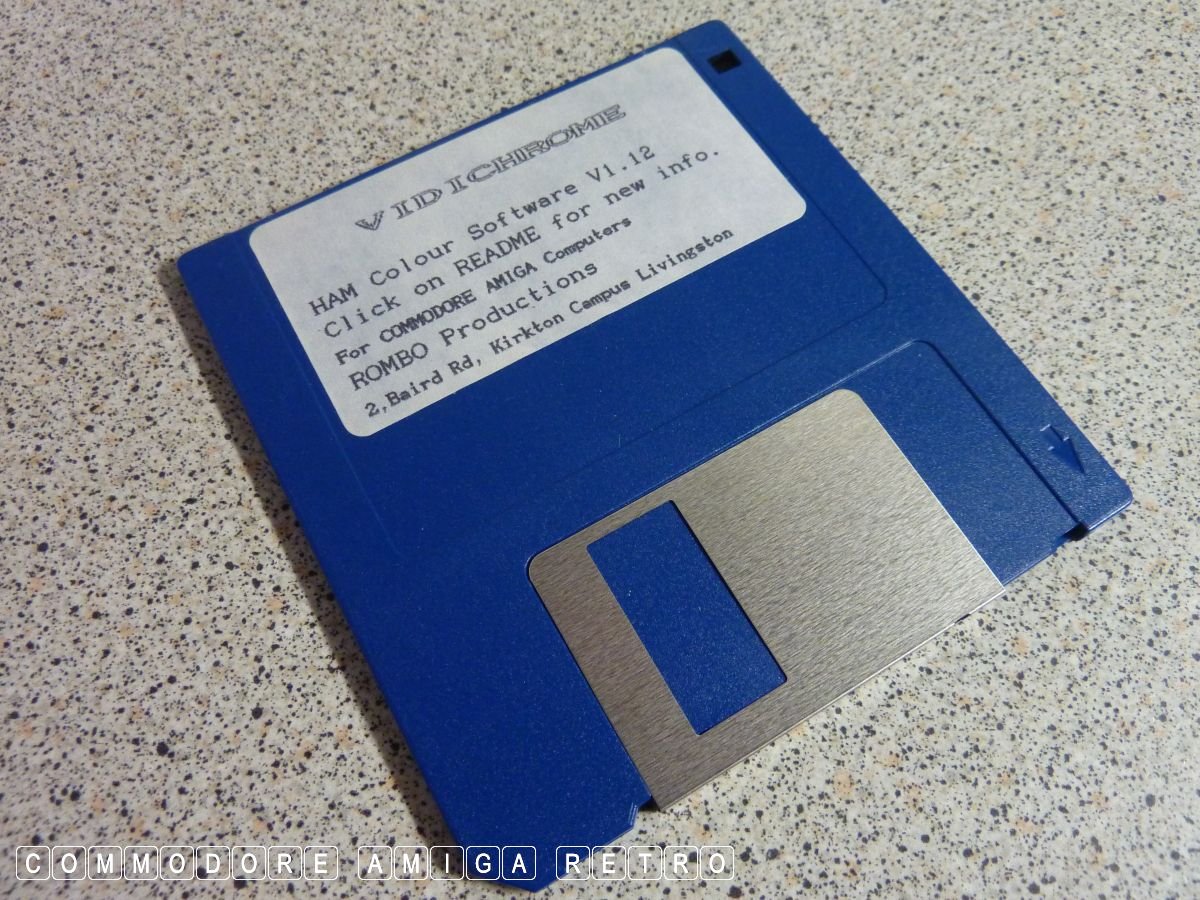 VIDICHROME
HAM Colour Software V1.12
Click on README for new info.
For COMMODORE AMIGA Computers
ROMBO Productions
2,Baird Rd, Kirkton Campus Livingston
COMMODORE AMIGA RETRO